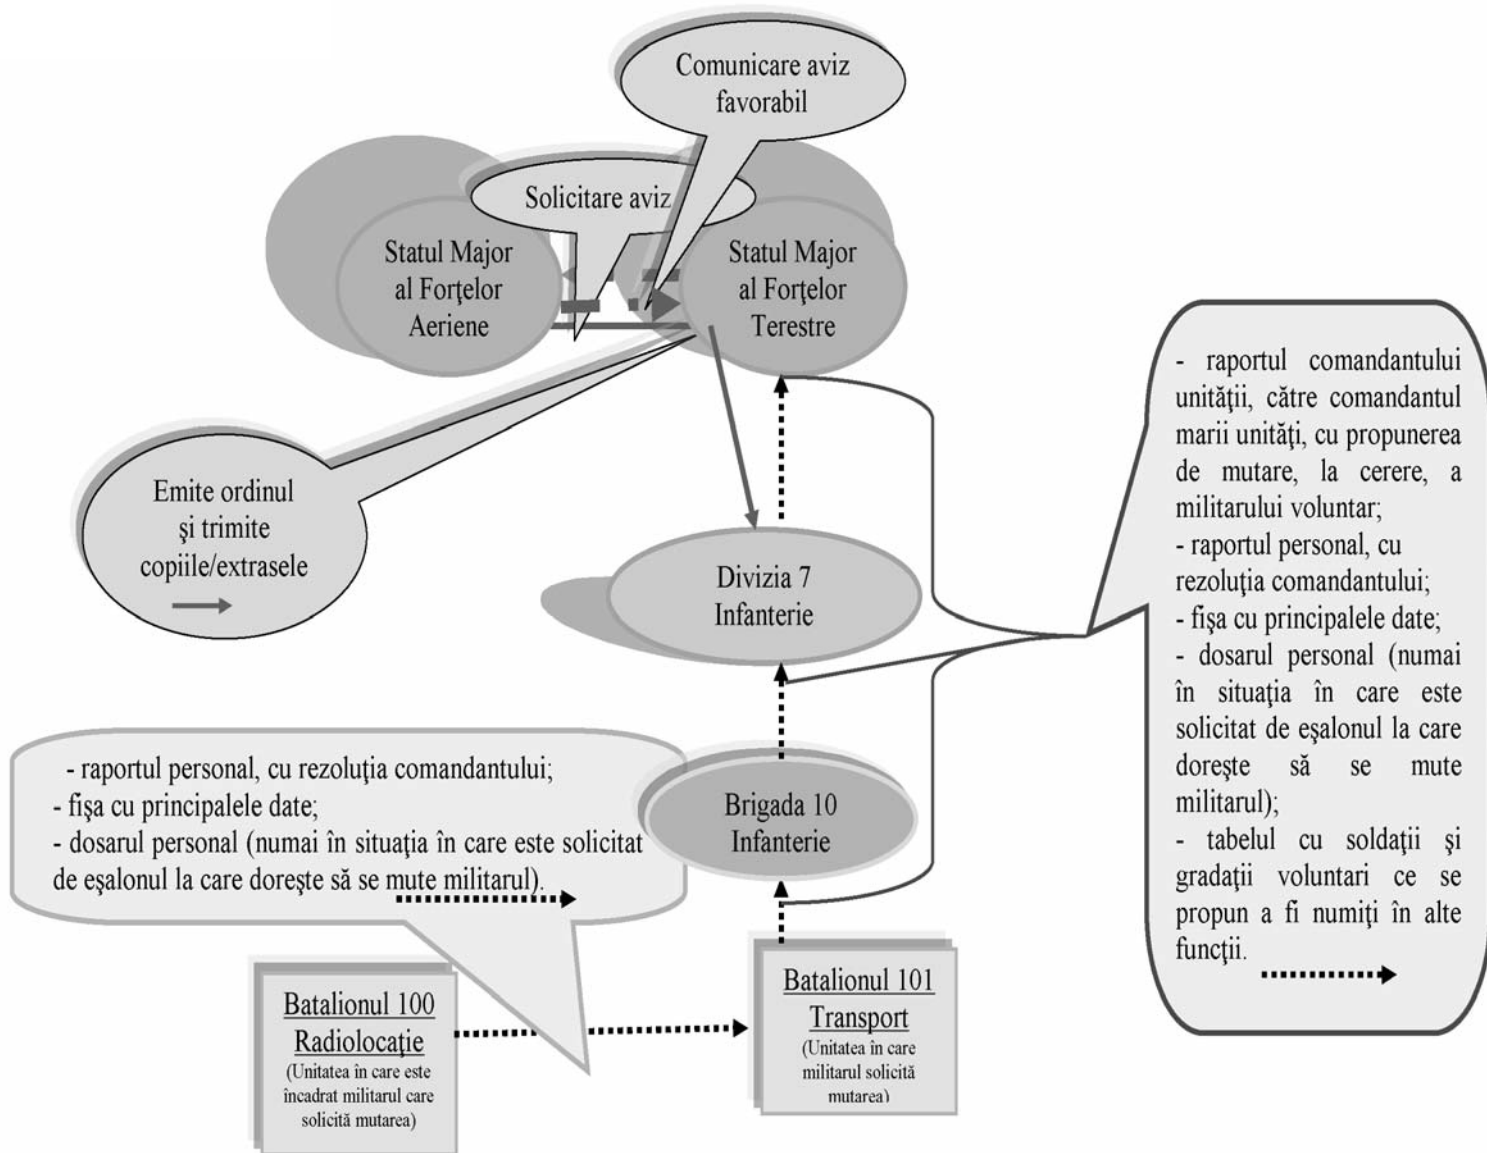 Comunicare aviz
favorabil
Solicitare aviz
Statul Major
al Forţelor
Aeriene
Statul Major
al Forţelor
Terestre
Emite ordinul
şi trimite
copiile/extrasele
Divizia 7
Infanterie
- raportul comandantului
unităţii, către comandantul
marii unităţi, cu propunerea
de mutare, la cerere, a
militarului voluntar;
- raportul personal, cu
rezoluţia comandantului;
- fişa cu principalele date;
- dosarul personal (numai
în situaţia în care este
solicitat de eşalonul la care
doreşte să se mute
militarul);
- tabelul cu soldaţii şi
gradaţii voluntari ce se
propun a fi numiţi în alte
funcţii.
- raportul personal, cu rezoluţia comandantului;
- fişa cu principalele date;
- dosarul personal (numai în situaţia în care este solicitat
de eşalonul la care doreşte să se mute militarul).
Brigada 10
Infanterie
Batalionul 100
Radiolocaţie
(Unitatea în care este
încadrat militarul care
solicită mutarea)
Batalionul 101
Transport
(Unitatea în care
militarul solicită
mutarea)